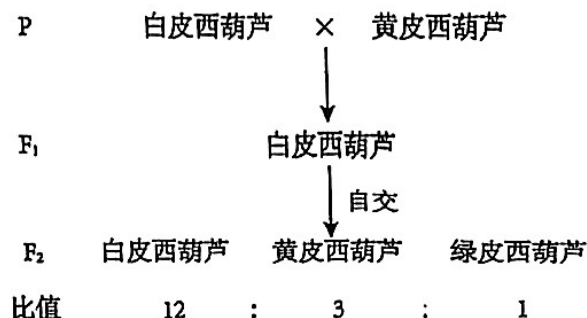 P 白皮西葫芦 × 黄皮西葫芦
F₁ 白皮西葫芦
自交
F₂ 白皮西葫芦 黄皮西葫芦 绿皮西葫芦
比值 12 : 3 : 1